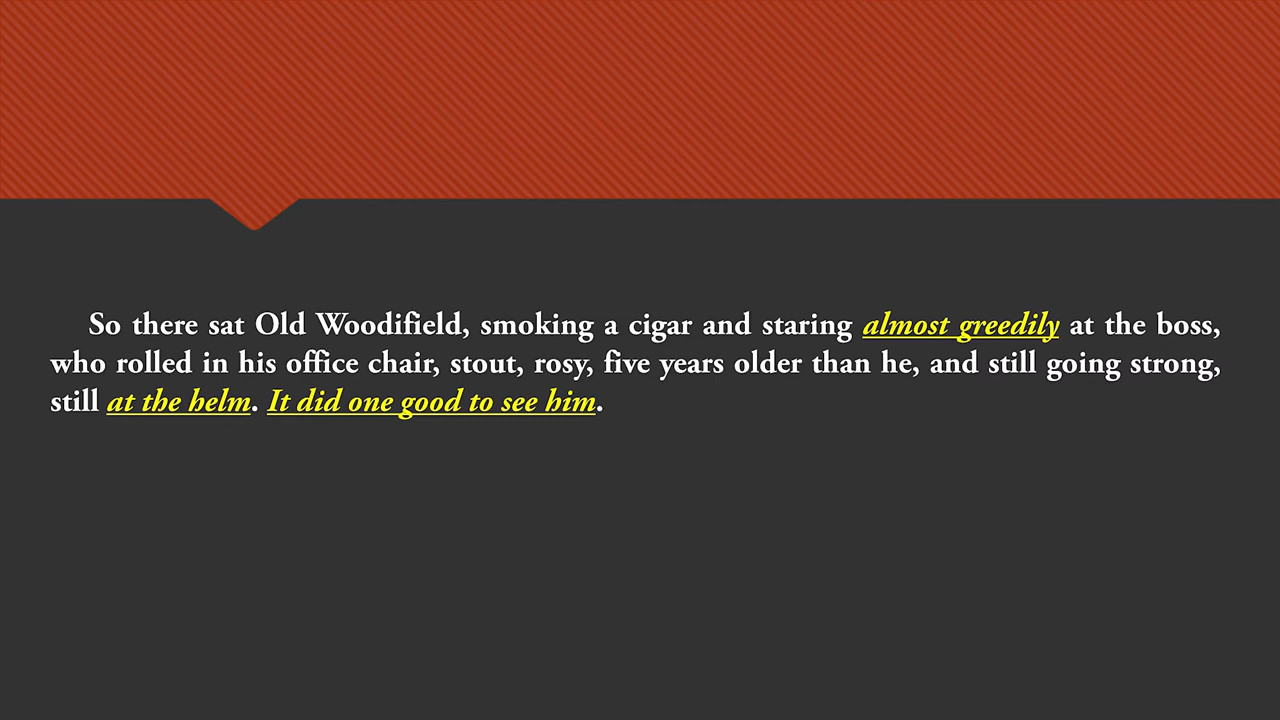 So there sat Old Woodifield, smoking a cigar and staring almost greedily at the boss,
who rolled in his office chair, stout, rosy, five years older than he, and still going strong,
still at the helm. It did one good to see him.